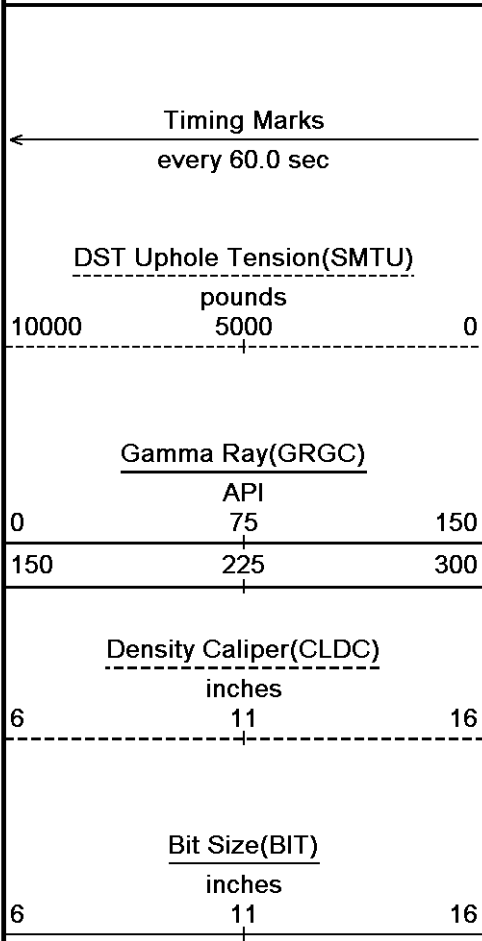 Timing Marks
every 60.0 sec
DST Uphole Tension(SMTU)
pounds
10000 5000 0
Gamma Ray(GRGC)
API
0 75 150
150 225 300
Density Caliper(CLDC)
inches
6 11 16
Bit Size(BIT)
inches
6 11 16